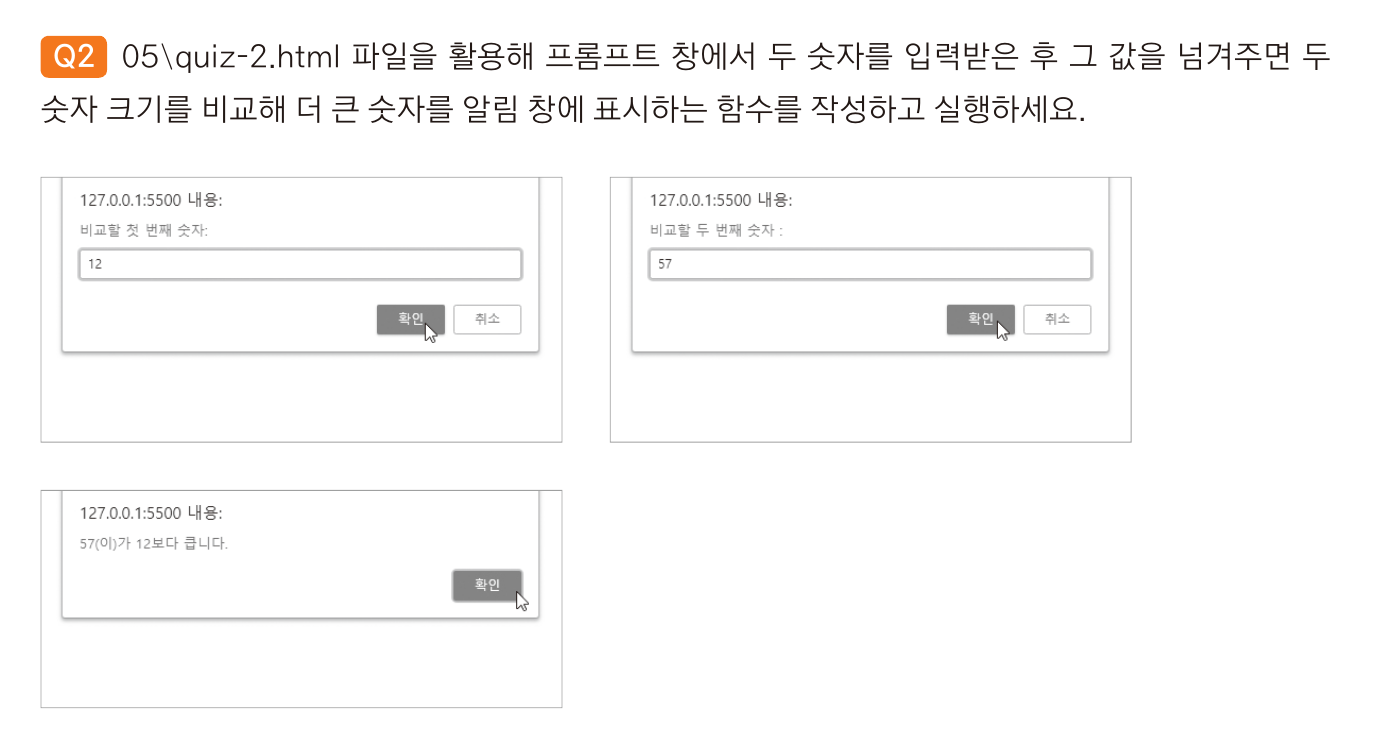 Q2 05\quiz-2.html 파일을 활용해 프롬프트 창에서 두 숫자를 입력받은 후 그 값을 넘겨주면 두
숫자 크기를 비교해 더 큰 숫자를 알림 창에 표시하는 함수를 작성하고 실행하세요.
127.0.0.1:5500 내용:
비교할 첫 번째 숫자:
12
확인 취소
127.0.0.1:5500 내용:
비교할 두 번째 숫자 :
57
확인 취소
127.0.0.1:5500 내용:
57(이)가 12보다 큽니다.
확인